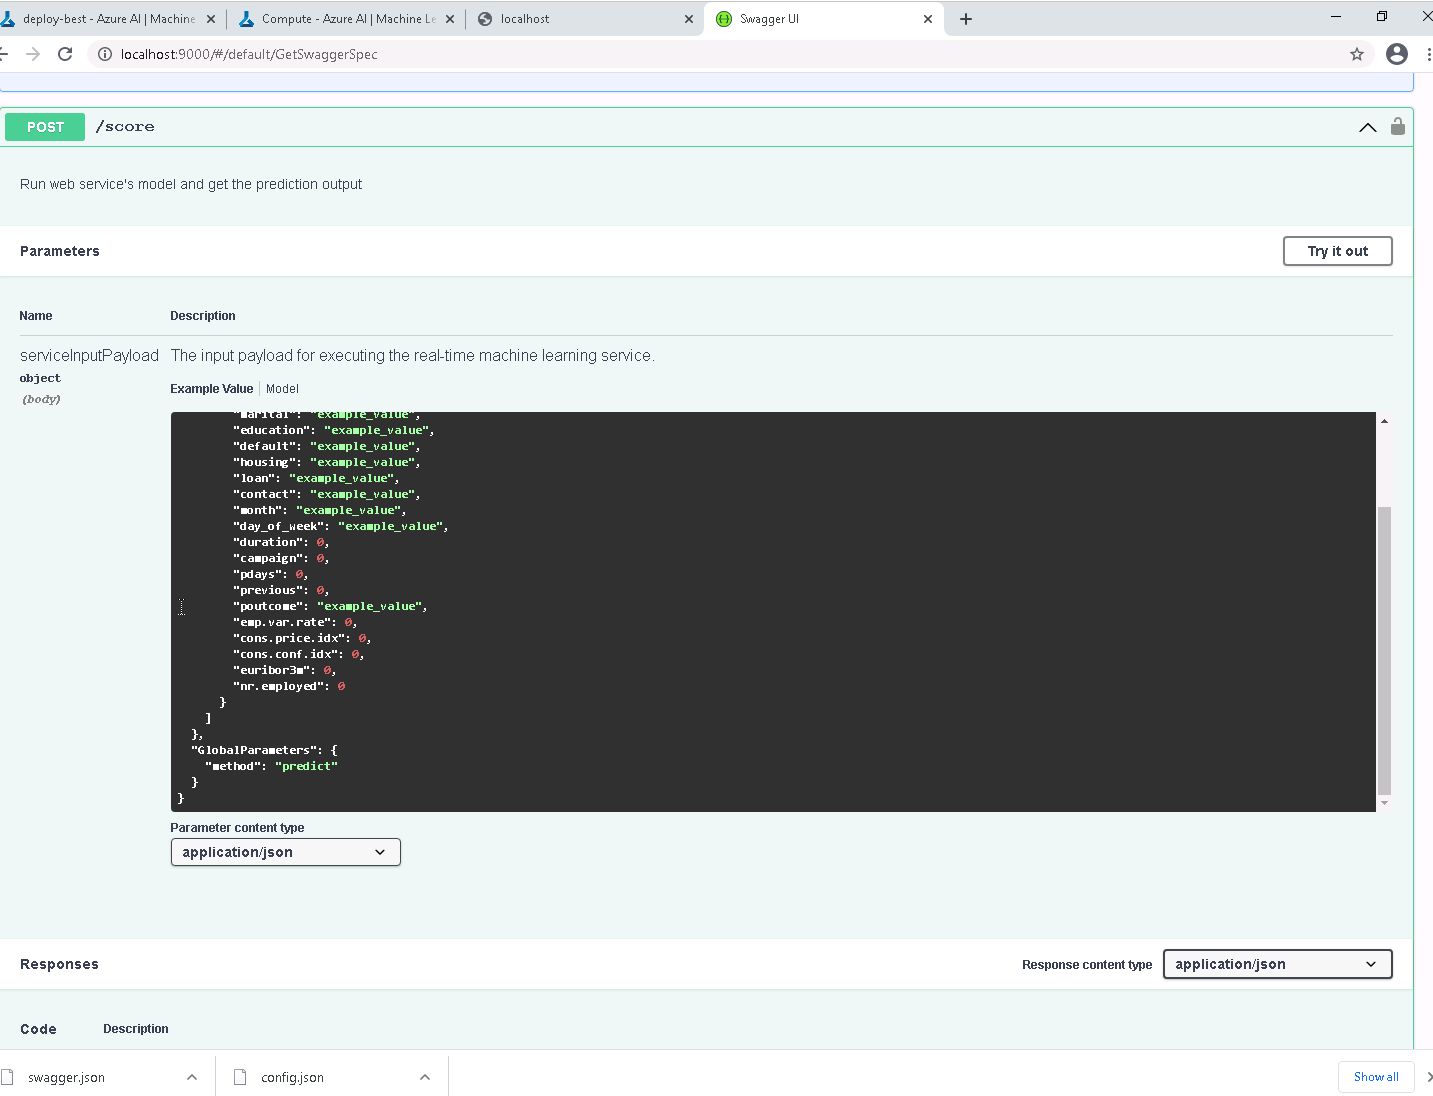 deploy-best - Azure AI | Machine
Compute - Azure AI | Machine Le
localhost
Swagger UI
localhost:9000/#/default/GetSwaggerSpec
POST
/score
Run web service's model and get the prediction output
Parameters
Try it out
Name
Description
serviceInputPayload
object
(body)
The input payload for executing the real-time machine learning service.
Example Value
Model
"marital": "example_value",
"education": "example_value",
"default": "example_value",
"housing": "example_value",
"loan": "example_value",
"contact": "example_value",
"month": "example_value",
"day_of_week": "example_value",
"duration": 0,
"campaign": 0,
"pdays": 0,
"previous": 0,
"poutcome": "example_value",
"emp.var.rate": 0,
"cons.price.idx": 0,
"cons.conf.idx": 0,
"euribor3m": 0,
"nr.employed": 0
}
]
},
"GlobalParameters": {
"method": "predict"
}
}
Parameter content type
application/json
Responses
Response content type
application/json
Code
Description
swagger.json
config.json
Show all